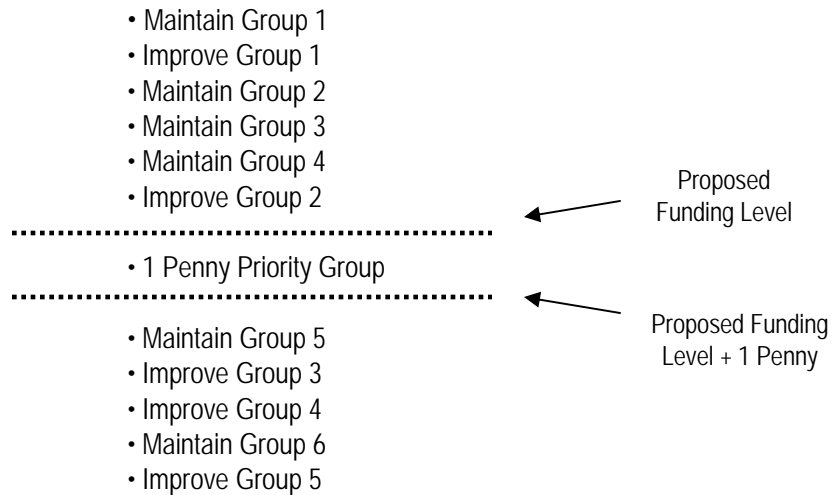 • Maintain Group 1
• Improve Group 1
• Maintain Group 2
• Maintain Group 3
• Maintain Group 4
• Improve Group 2
Proposed
Funding Level
• 1 Penny Priority Group
Proposed Funding
Level + 1 Penny
• Maintain Group 5
• Improve Group 3
• Improve Group 4
• Maintain Group 6
• Improve Group 5